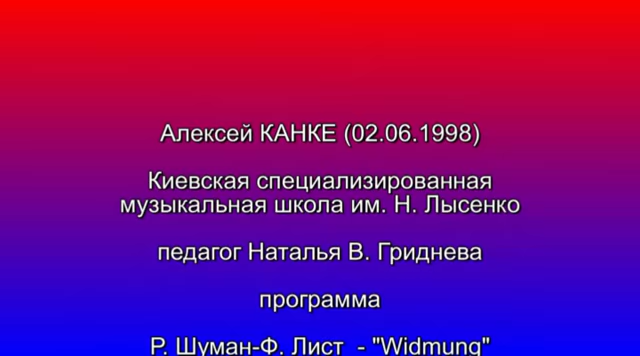 Алексей КАНКЕ (02.06.1998)
Киевская специализированная
музыкальная школа им. Н. Лысенко
педагог Наталья В. Гриднева
программа
Р. Шуман-Ф. Лист - "Widmung"